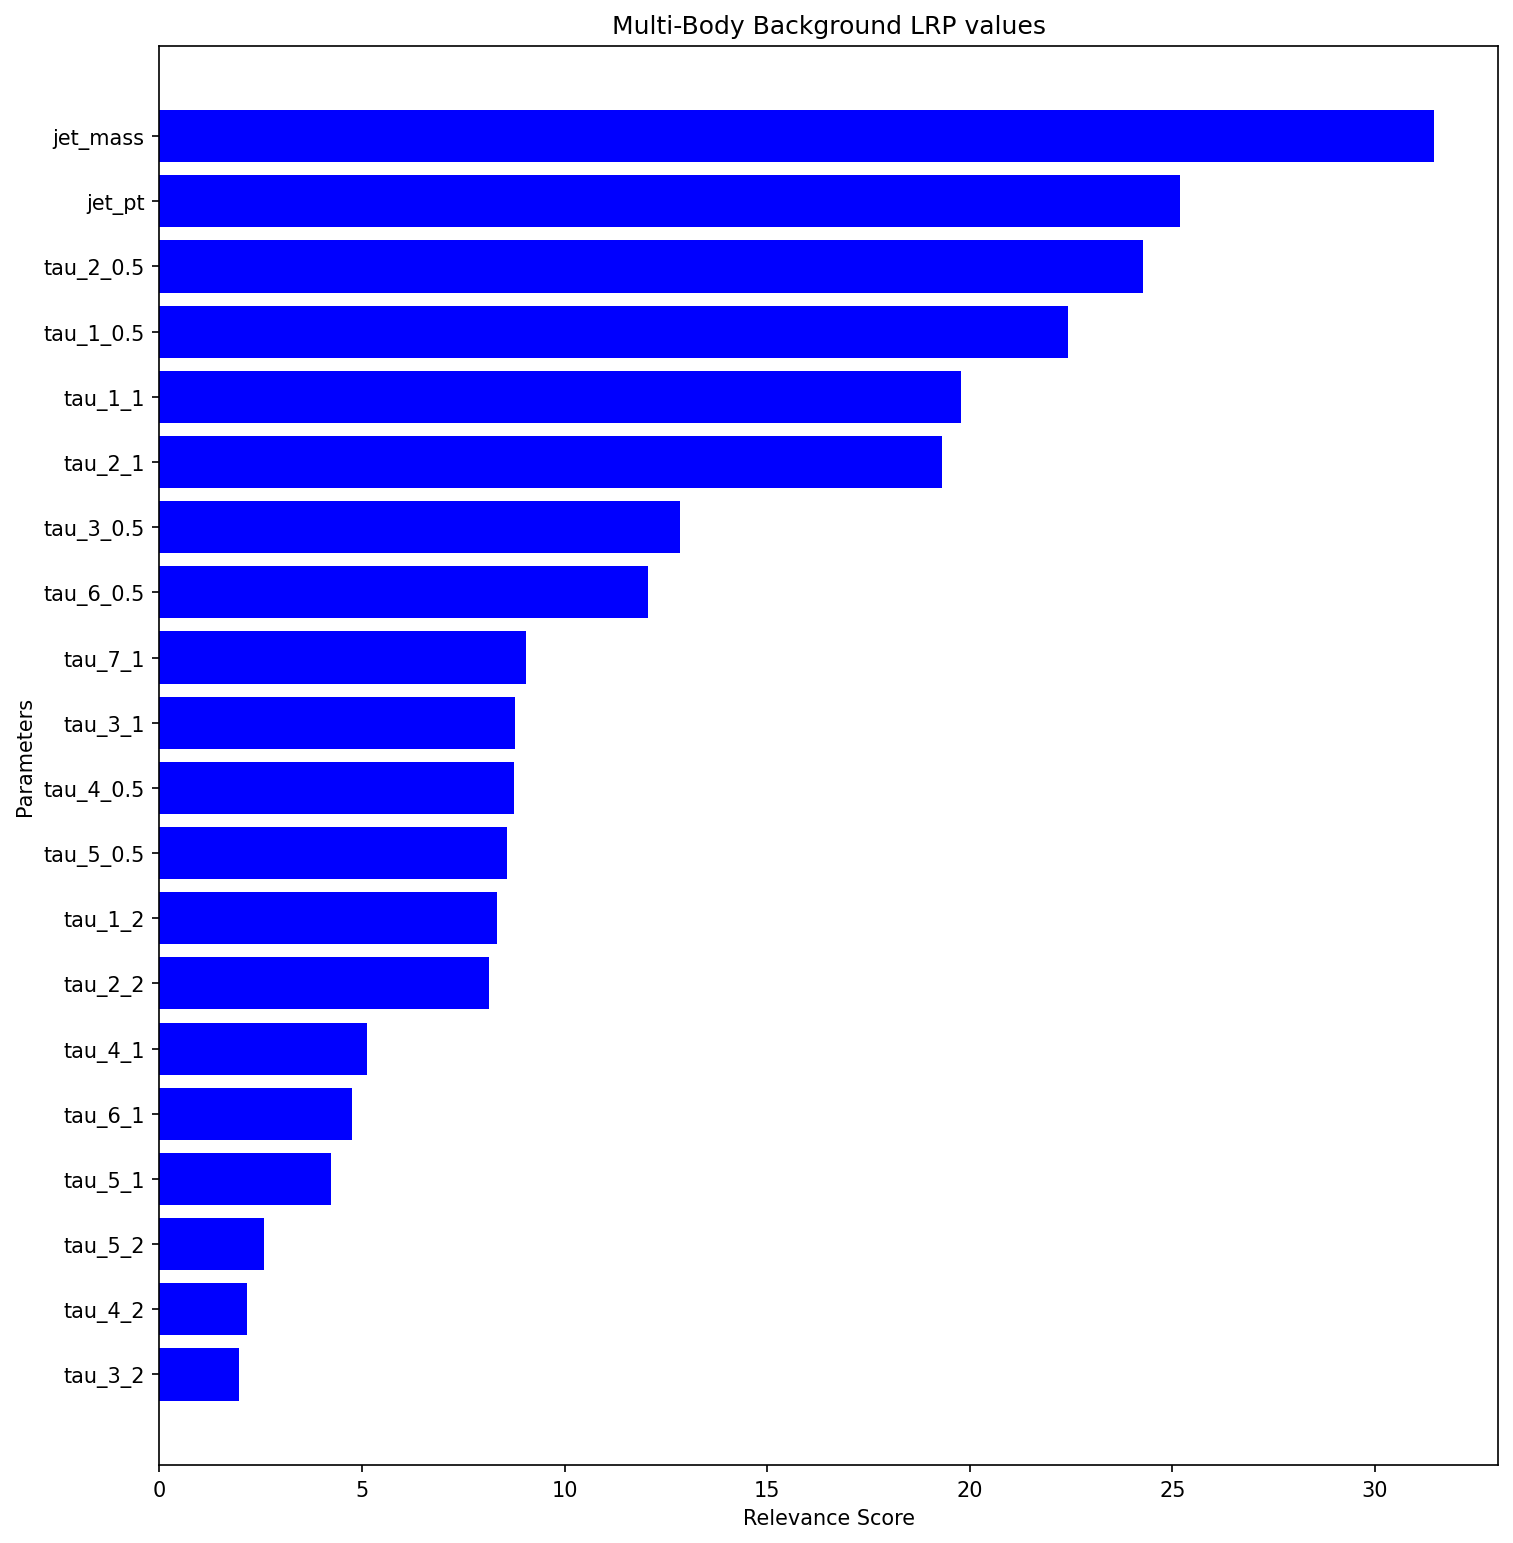 Multi-Body Background LRP values
jet_mass
jet_pt
tau_2_0.5
tau_1_0.5
tau_1_1
tau_2_1
tau_3_0.5
tau_6_0.5
tau_7_1
tau_3_1
tau_4_0.5
tau_5_0.5
tau_1_2
tau_2_2
tau_4_1
tau_6_1
tau_5_1
tau_5_2
tau_4_2
tau_3_2
Parameters
0 5 10 15 20 25 30
Relevance Score